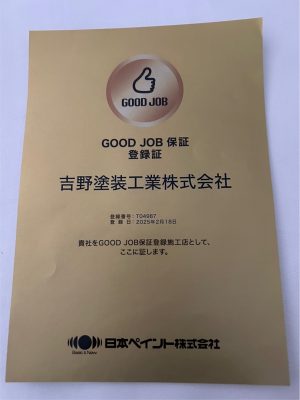 GOOD JOB
GOOD JOB 保証
登録証
吉野塗装工業株式会社
登録番号：T04967
登 録 日：2025年2月18日
貴社をGOOD JOB保証登録施工店として、
ここに証します。
Basic & New
日本ペイント株式会社